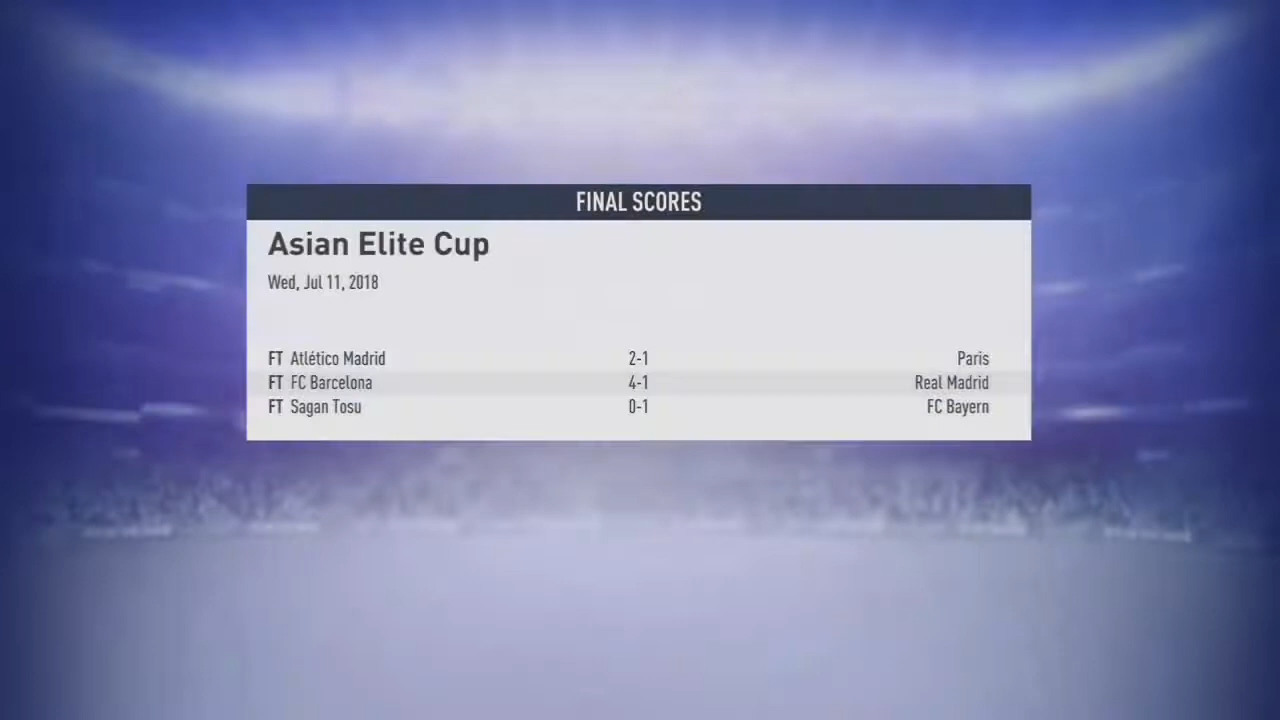 FINAL SCORES
Asian Elite Cup
Wed, Jul 11, 2018
FT Atlético Madrid 2-1 Paris
FT FC Barcelona 4-1 Real Madrid
FT Sagan Tosu 0-1 FC Bayern